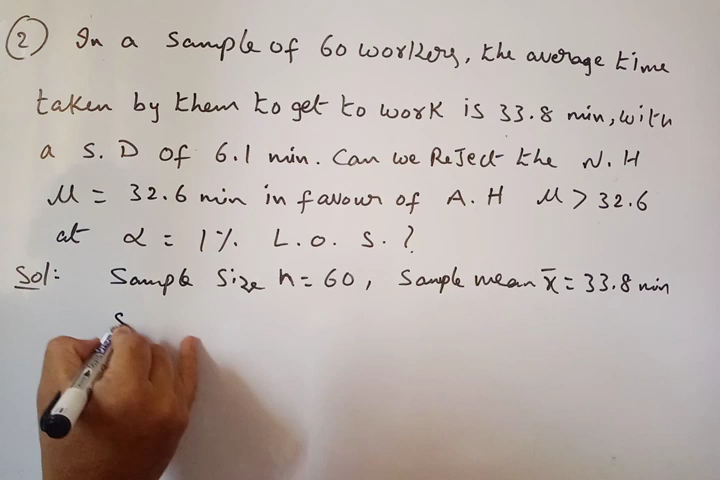 ② In a sample of 60 workers, the average time
taken by them to get to work is 33.8 min, with
a S.D of 6.1 min. Can we Reject the N.H
μ = 32.6 min in favour of A.H μ > 32.6
at α = 1% L.O.S.?
Sol: Sample Size n = 60, Sample mean x̄ = 33.8 min
S